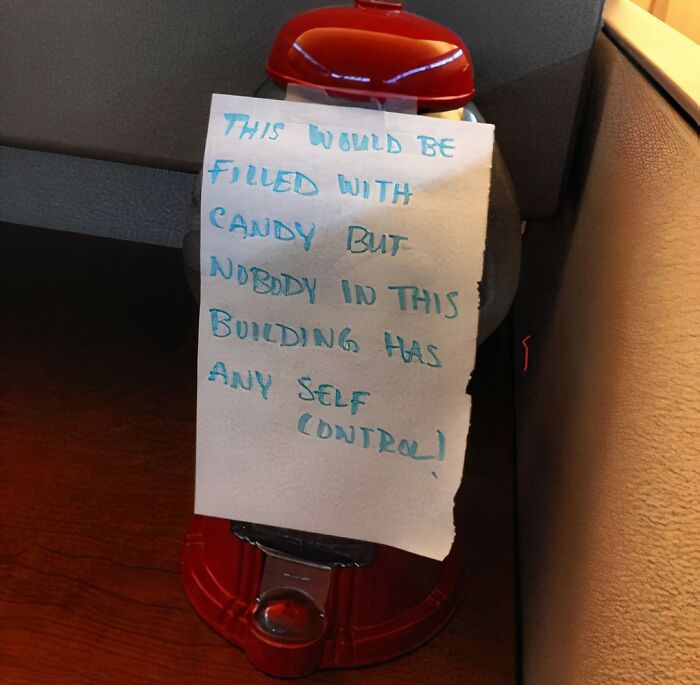 THIS WOULD BE
FILLED WITH
CANDY BUT
NOBODY IN THIS
BUILDING HAS
ANY SELF
CONTROL!